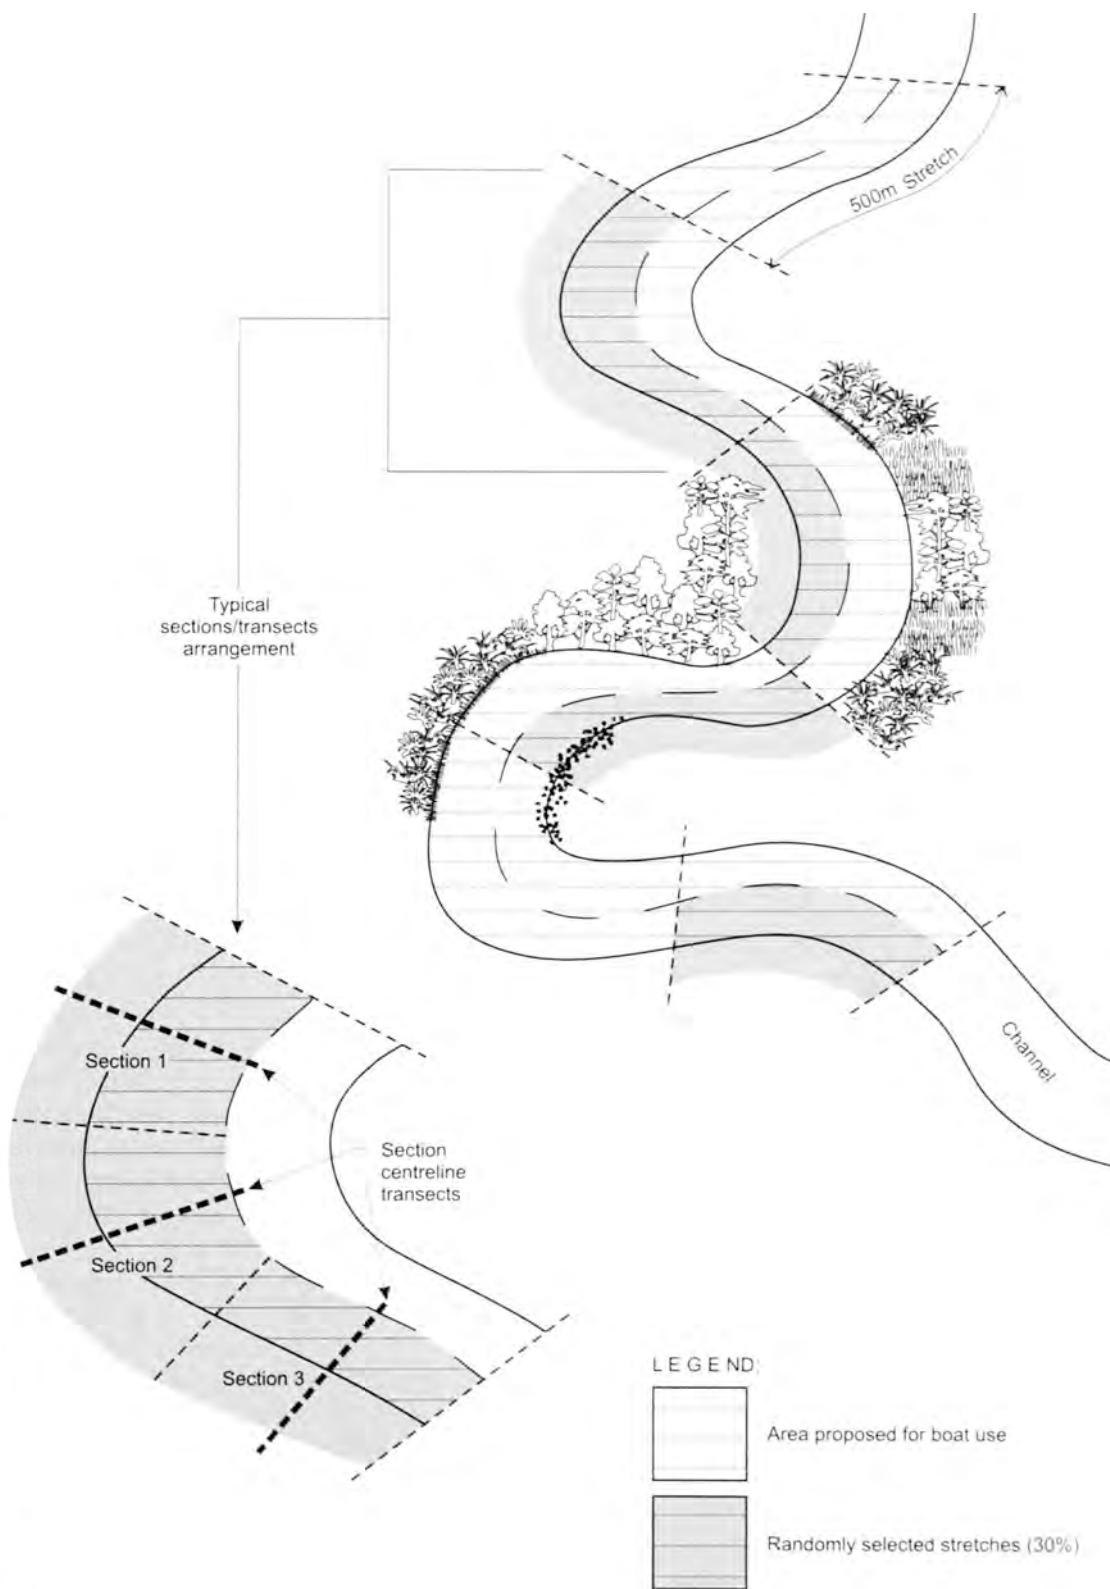 500m Stretch
Typical
sections/transects
arrangement
Channel
Section 1
Section
centreline
transects
Section 2
Section 3
LEGEND:
Area proposed for boat use
Randomly selected stretches (30%)